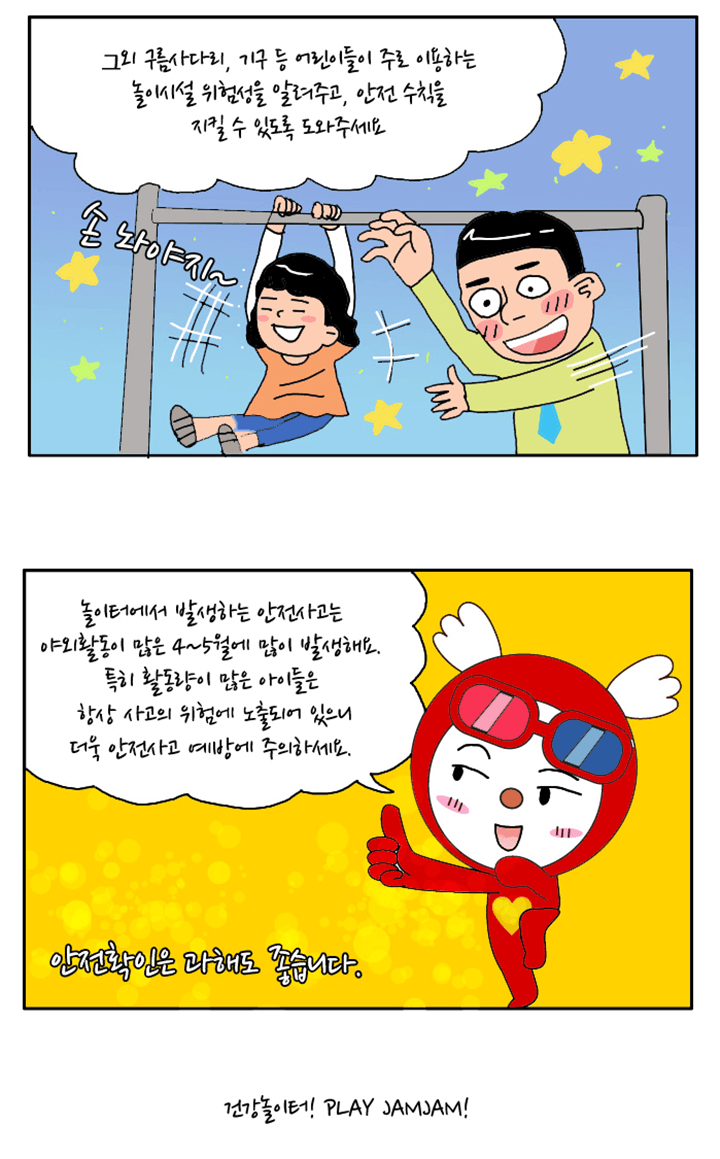 그외 구름사다리, 기구 등 어린이들이 주로 이용하는
놀이시설 위험성을 알려주고, 안전 수칙을
지킬 수 있도록 도와주세요
손 놔야지~
놀이터에서 발생하는 안전사고는
야외활동이 많은 4~5월에 많이 발생해요.
특히 활동량이 많은 아이들은
항상 사고의 위험에 노출되어 있으니
더욱 안전사고 예방에 주의하세요.
안전확인은 과해도 좋습니다.
건강놀이터! PLAY JAMJAM!